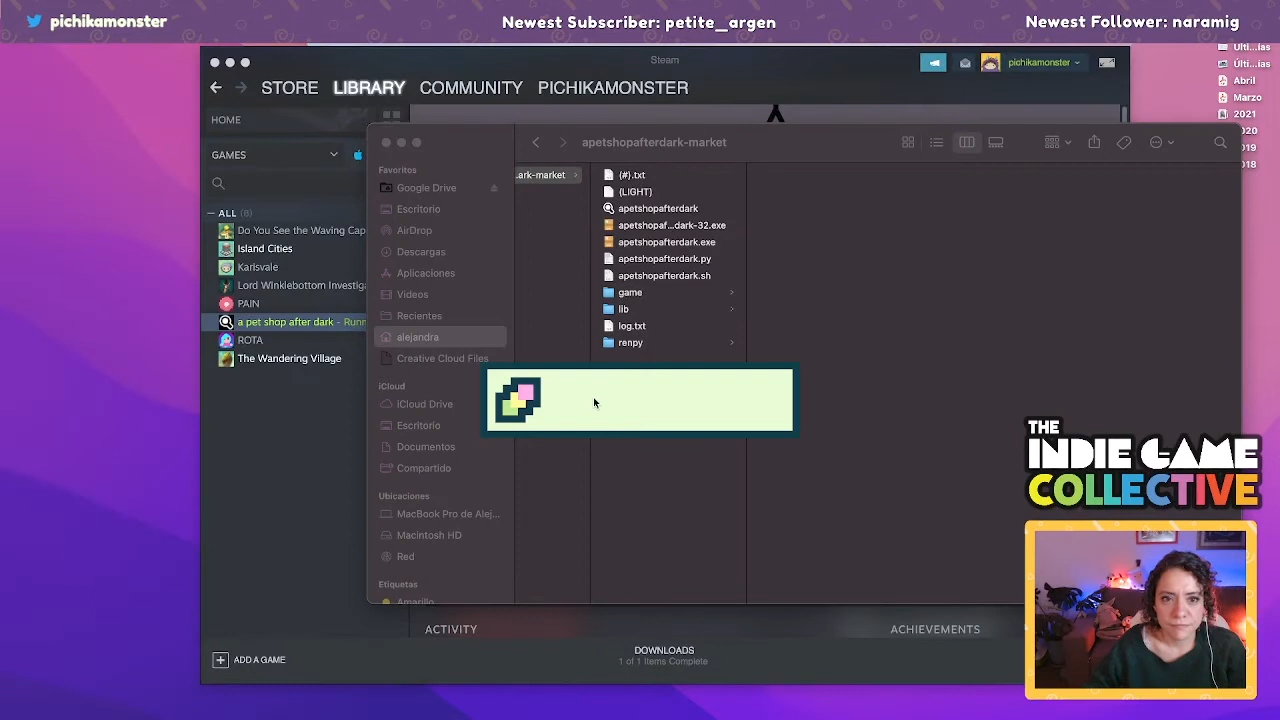 pichikamonster
Newest Subscriber: petite__argen
Newest Follower: naramig
Steam
pichikamonster
STORE LIBRARY COMMUNITY PICHIKAMONSTER
HOME
GAMES
ALL (8)
Do You See the Waving Cap
Island Cities
Karisvale
Lord Winklebottom Investiga
PAIN
a pet shop after dark - Runn
ROTA
The Wandering Village
ADD A GAME
apetshopafterdark-market
Favoritos
Google Drive
Escritorio
AirDrop
Descargas
Aplicaciones
Vídeos
Recientes
alejandra
Creative Cloud Files
iCloud
iCloud Drive
Escritorio
Documentos
Compartido
Ubicaciones
MacBook Pro de Alej...
Macintosh HD
Red
Etiquetas
Amarillo
...ark-market
{#}.txt
{LIGHT}
apetshopafterdark
apetshopaf...dark-32.exe
apetshopafterdark.exe
apetshopafterdark.py
apetshopafterdark.sh
game
lib
log.txt
renpy
ACTIVITY
ACHIEVEMENTS
DOWNLOADS
1 of 1 Items Complete
Abril
Marzo
2021
THE
INDIE GAME
COLLECTIVE